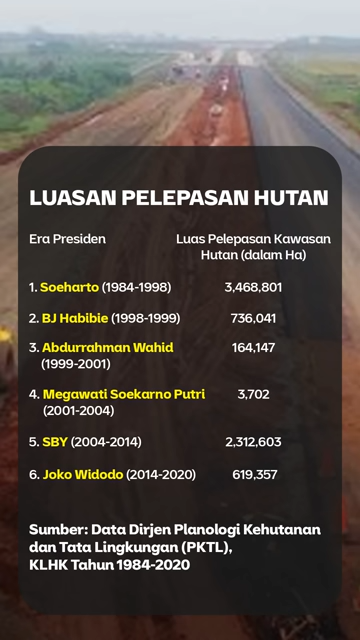 LUASAN PELEPASAN HUTAN
Era Presiden
Luas Pelepasan Kawasan
Hutan (dalam Ha)
1. Soeharto (1984-1998) 3,468,801
2. BJ Habibie (1998-1999) 736,041
3. Abdurrahman Wahid 164,147
(1999-2001)
4. Megawati Soekarno Putri 3,702
(2001-2004)
5. SBY (2004-2014) 2,312,603
6. Joko Widodo (2014-2020) 619,357
Sumber: Data Dirjen Planologi Kehutanan
dan Tata Lingkungan (PKTL),
KLHK Tahun 1984-2020